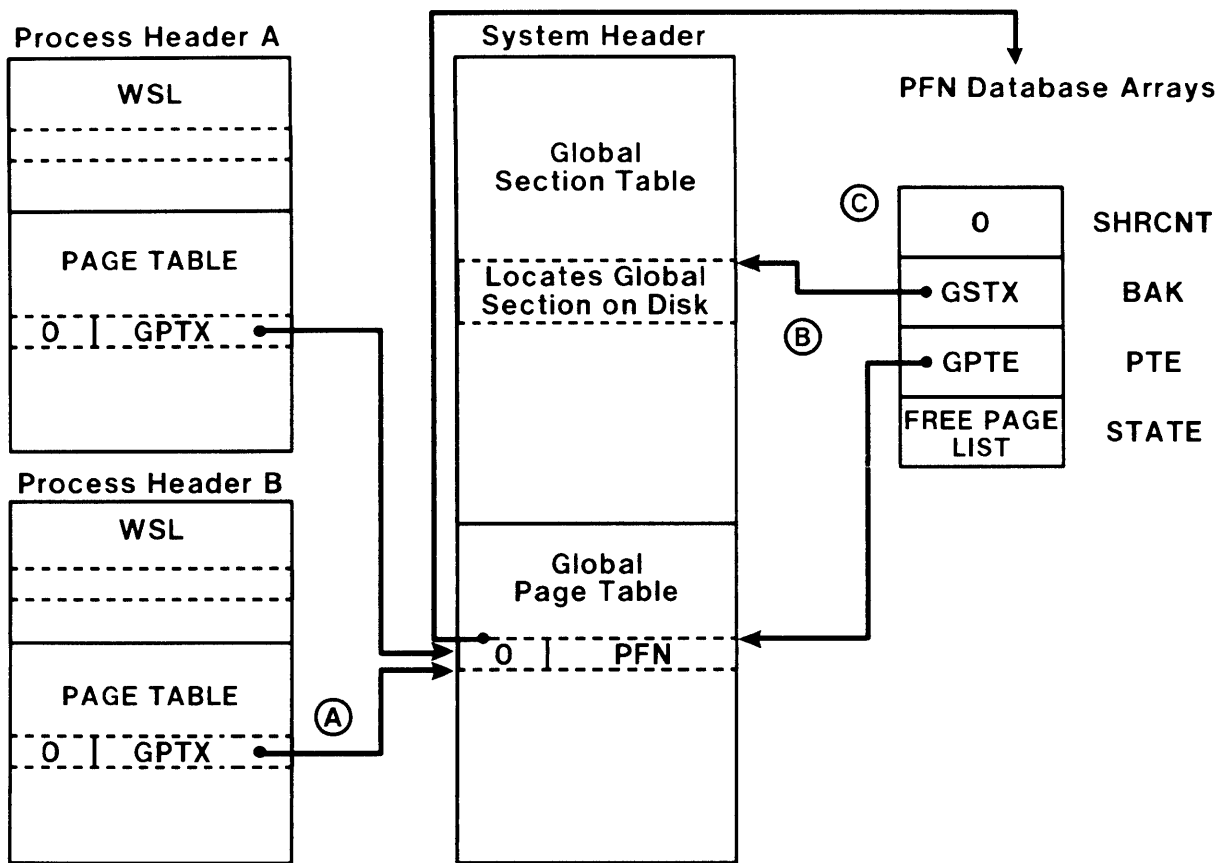 Process Header A
WSL
PAGE TABLE
0 GPTX
Process Header B
WSL
PAGE TABLE
0 GPTX
A
System Header
Global
Section Table
Locates Global
Section on Disk
Global
Page Table
0 PFN
PFN Database Arrays
C
B
0 SHRCNT
GSTX BAK
GPTE PTE
FREE PAGE
LIST
STATE